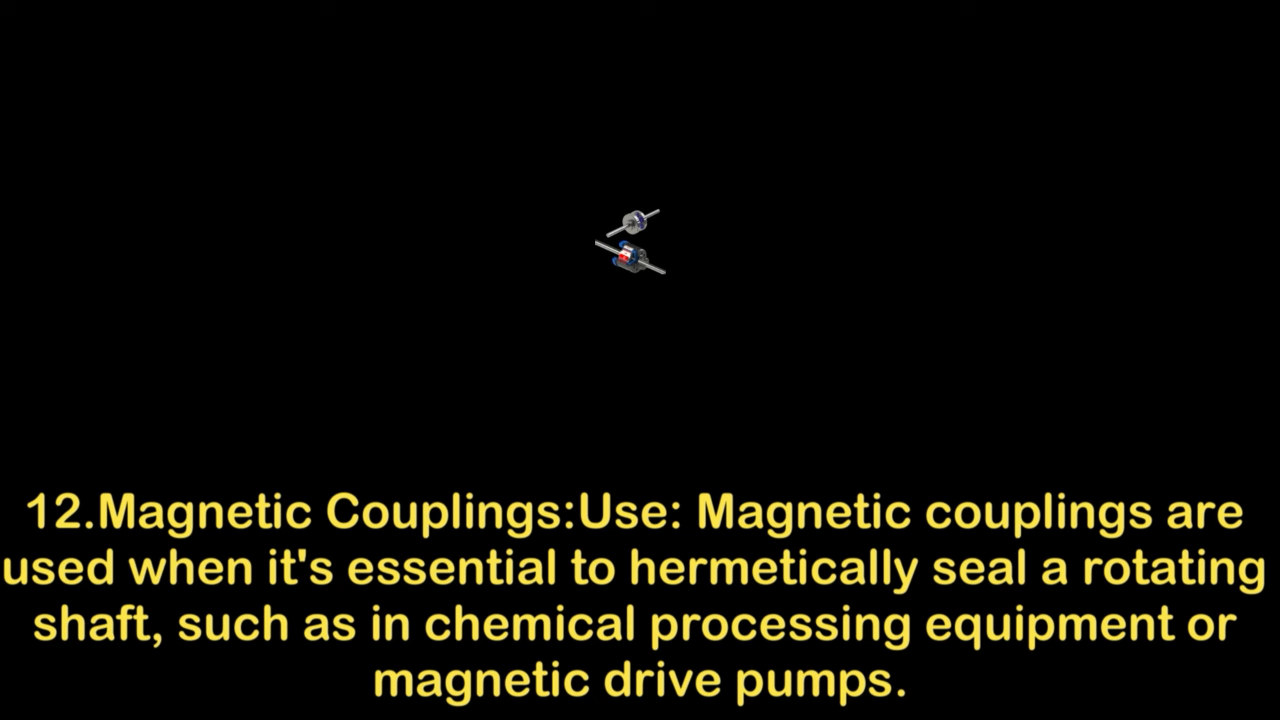 12.Magnetic Couplings:Use: Magnetic couplings are
used when it's essential to hermetically seal a rotating
shaft, such as in chemical processing equipment or
magnetic drive pumps.